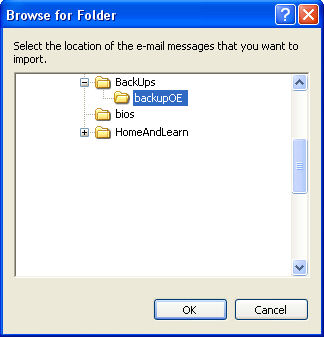 Browse for Folder
Select the location of the e-mail messages that you want to
import.
BackUps
backupOE
bios
HomeAndLearn
OK
Cancel